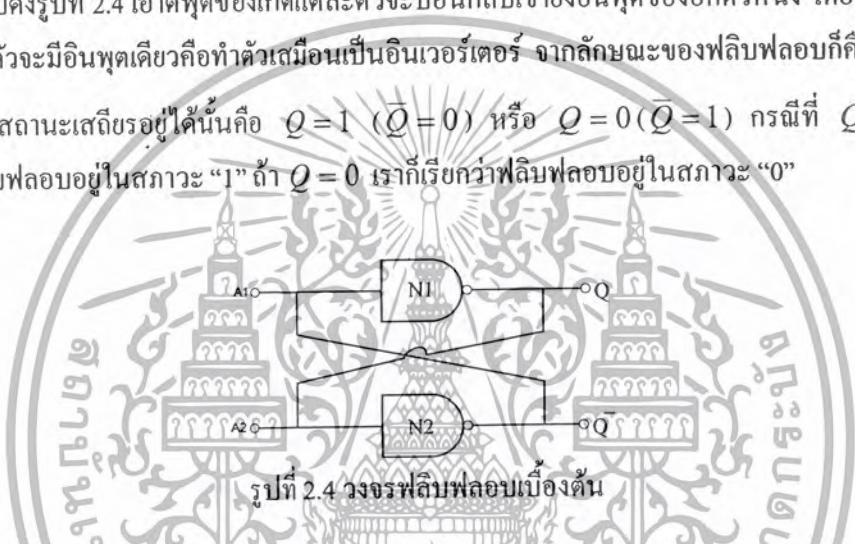 ดังรูปที่ 2.4 เอาต์พุตของเกตแต่ละตัวจะป้อนกลับเข้ายังอินพุตของอีกตัวหนึ่ง
จะมีอินพุตเดียวคือทำตัวเสมือนเป็นอินเวอร์เตอร์ จากลักษณะของฟลิบฟลอบก็คื
สถานะเสถียรอยู่ได้นั้นคือ Q = 1 (Q̅ = 0) หรือ Q = 0 (Q̅ = 1) กรณีที่ Q
ฟลอบอยู่ในสภาวะ “1” ถ้า Q = 0 เราก็เรียกว่าฟลิบฟลอบอยู่ในสภาวะ “0”
A1 N1 Q
A2 N2 Q̅
รูปที่ 2.4 วงจรฟลิบฟลอบเบื้องต้น